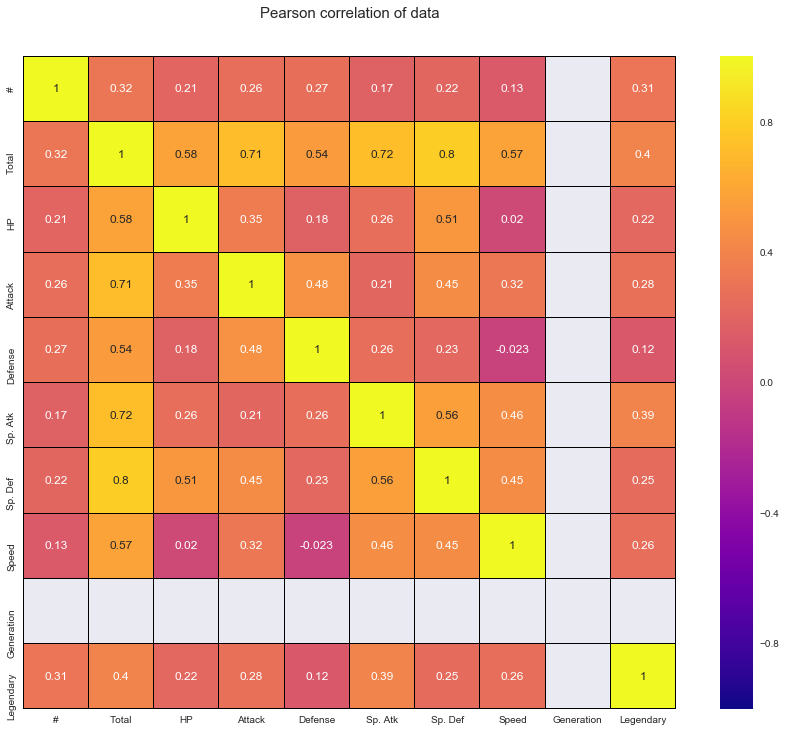 Pearson correlation of data
# 1 0.32 0.21 0.26 0.27 0.17 0.22 0.13 0.31
Total 0.32 1 0.58 0.71 0.54 0.72 0.8 0.57 0.4
HP 0.21 0.58 1 0.35 0.18 0.26 0.51 0.02 0.22
Attack 0.26 0.71 0.35 1 0.48 0.21 0.45 0.32 0.28
Defense 0.27 0.54 0.18 0.48 1 0.26 0.23 -0.023 0.12
Sp. Atk 0.17 0.72 0.26 0.21 0.26 1 0.56 0.46 0.39
Sp. Def 0.22 0.8 0.51 0.45 0.23 0.56 1 0.45 0.25
Speed 0.13 0.57 0.02 0.32 -0.023 0.46 0.45 1 0.26
Generation
Legendary 0.31 0.4 0.22 0.28 0.12 0.39 0.25 0.26 1
# Total HP Attack Defense Sp. Atk Sp. Def Speed Generation Legendary
0.8
0.4
0.0
−0.4
−0.8